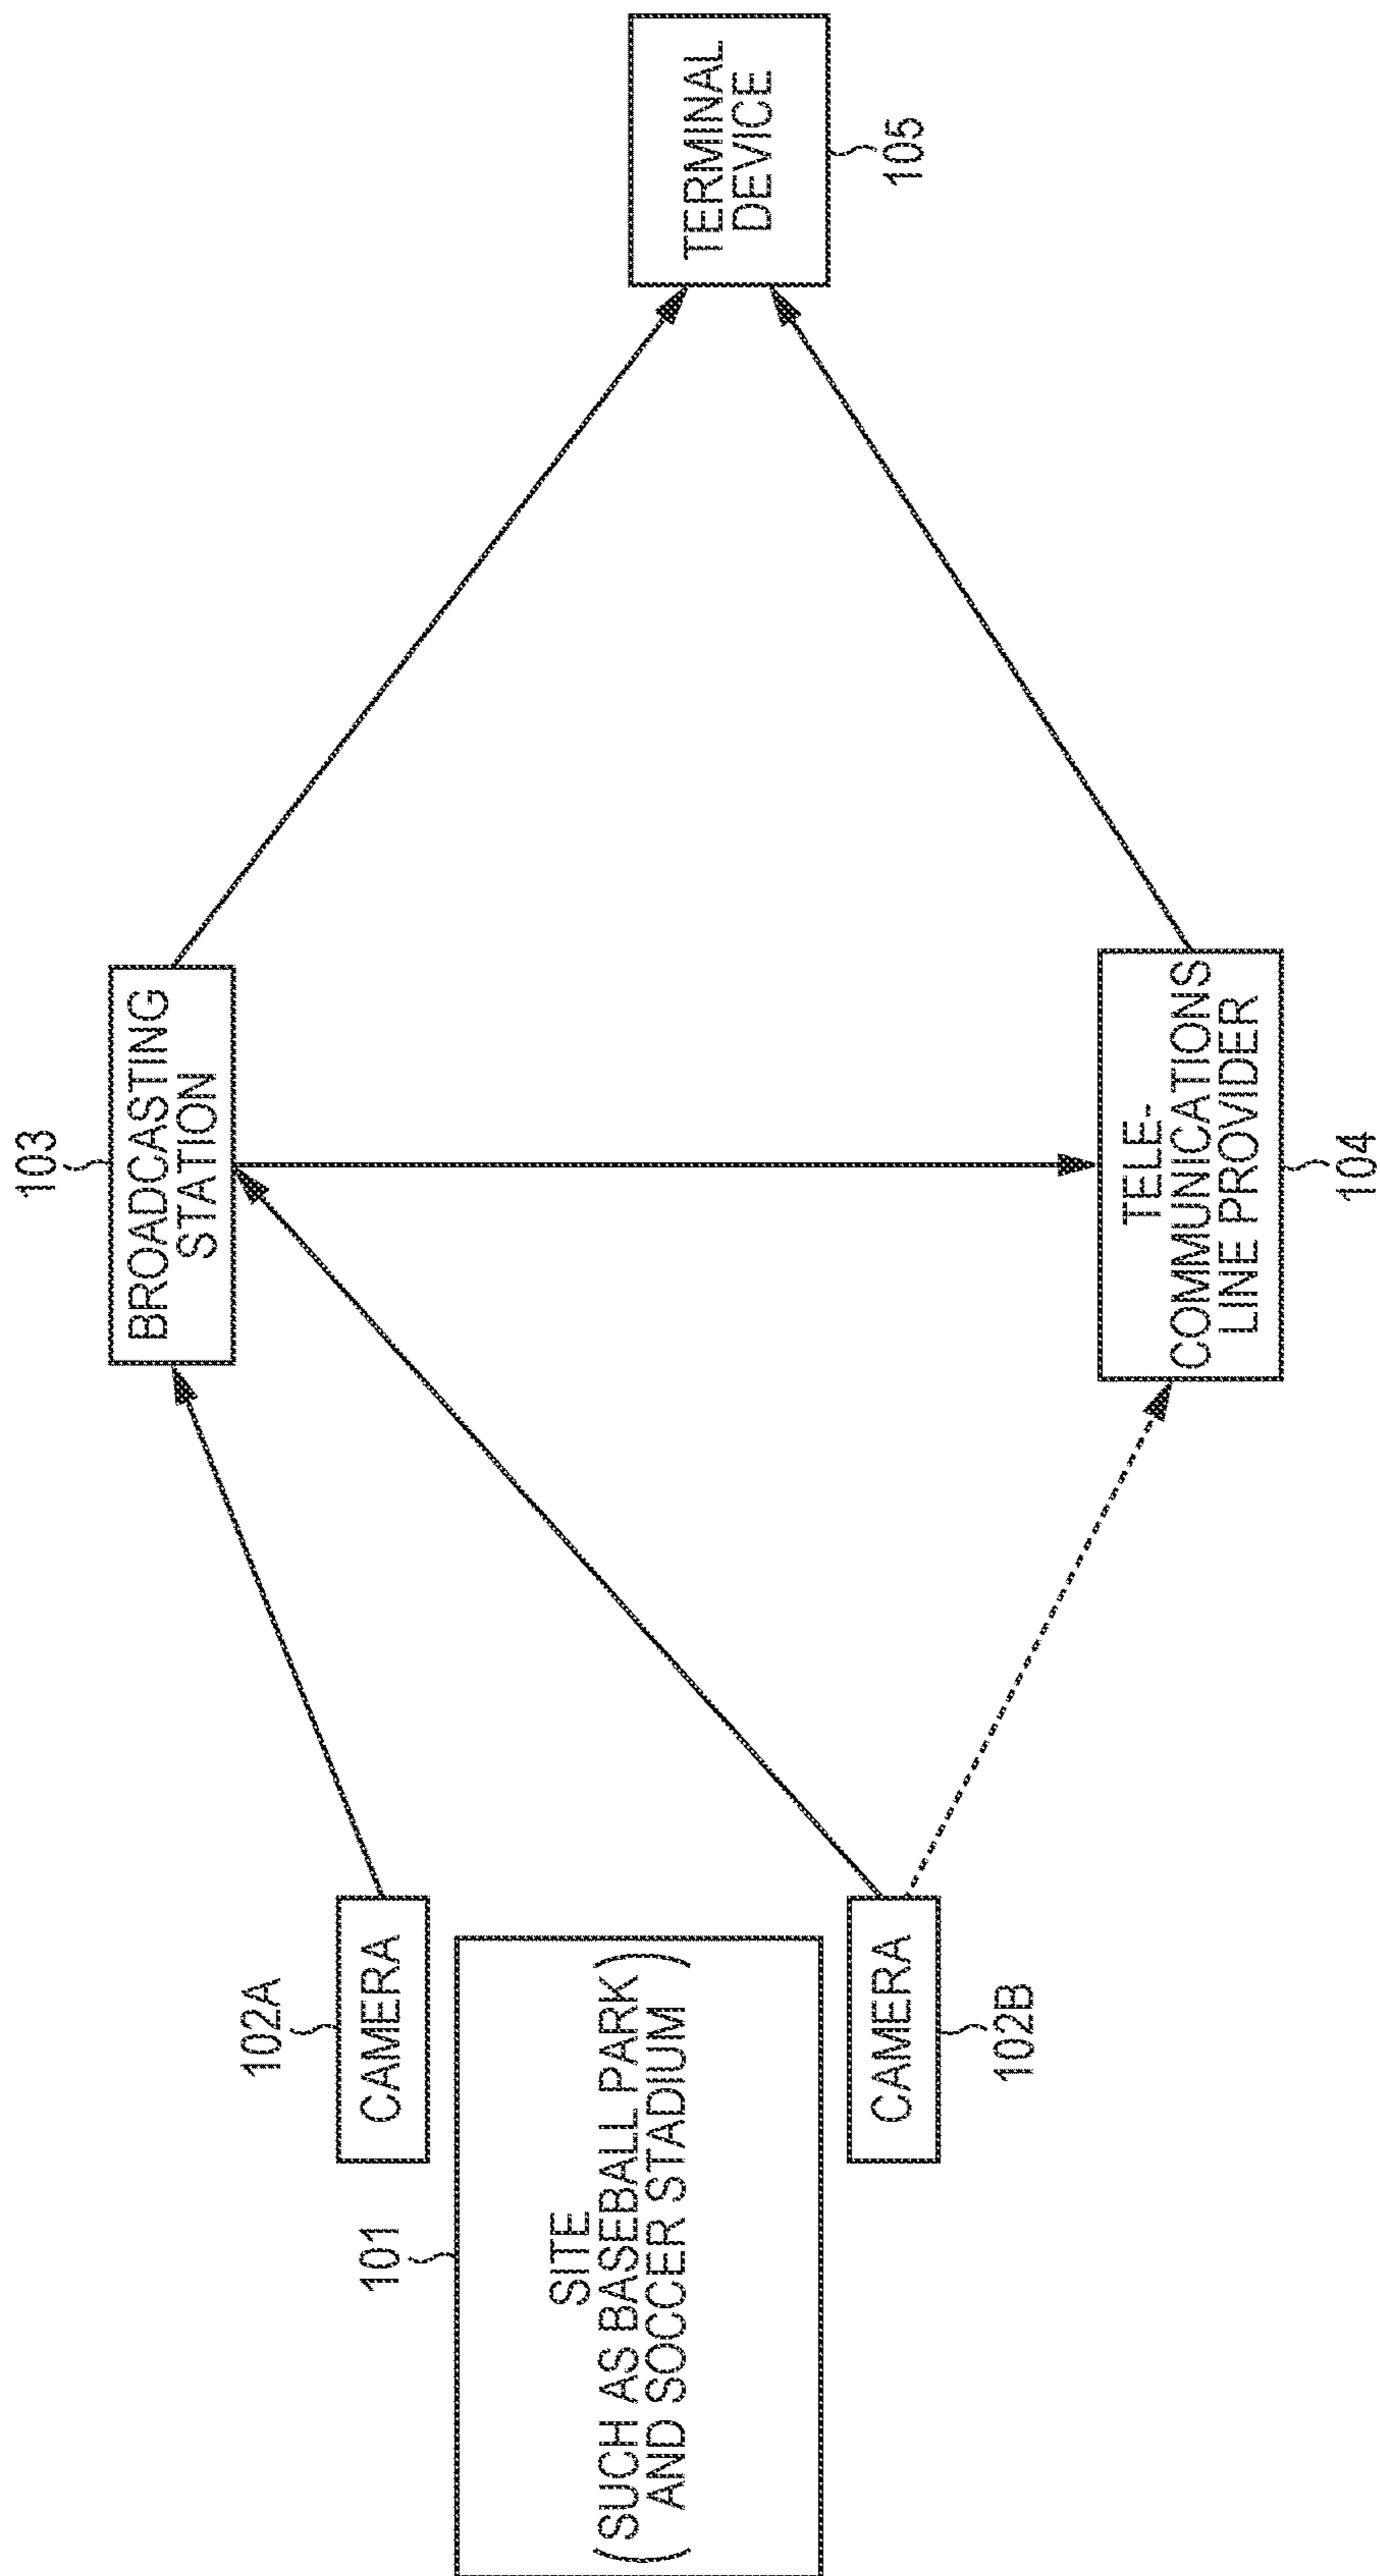 103
BROADCASTING
STATION
102A
CAMERA
101
SITE
(SUCH AS BASEBALL PARK
AND SOCCER STADIUM)
CAMERA
102B
TERMINAL
DEVICE
105
TELE-
COMMUNICATIONS
LINE PROVIDER
104